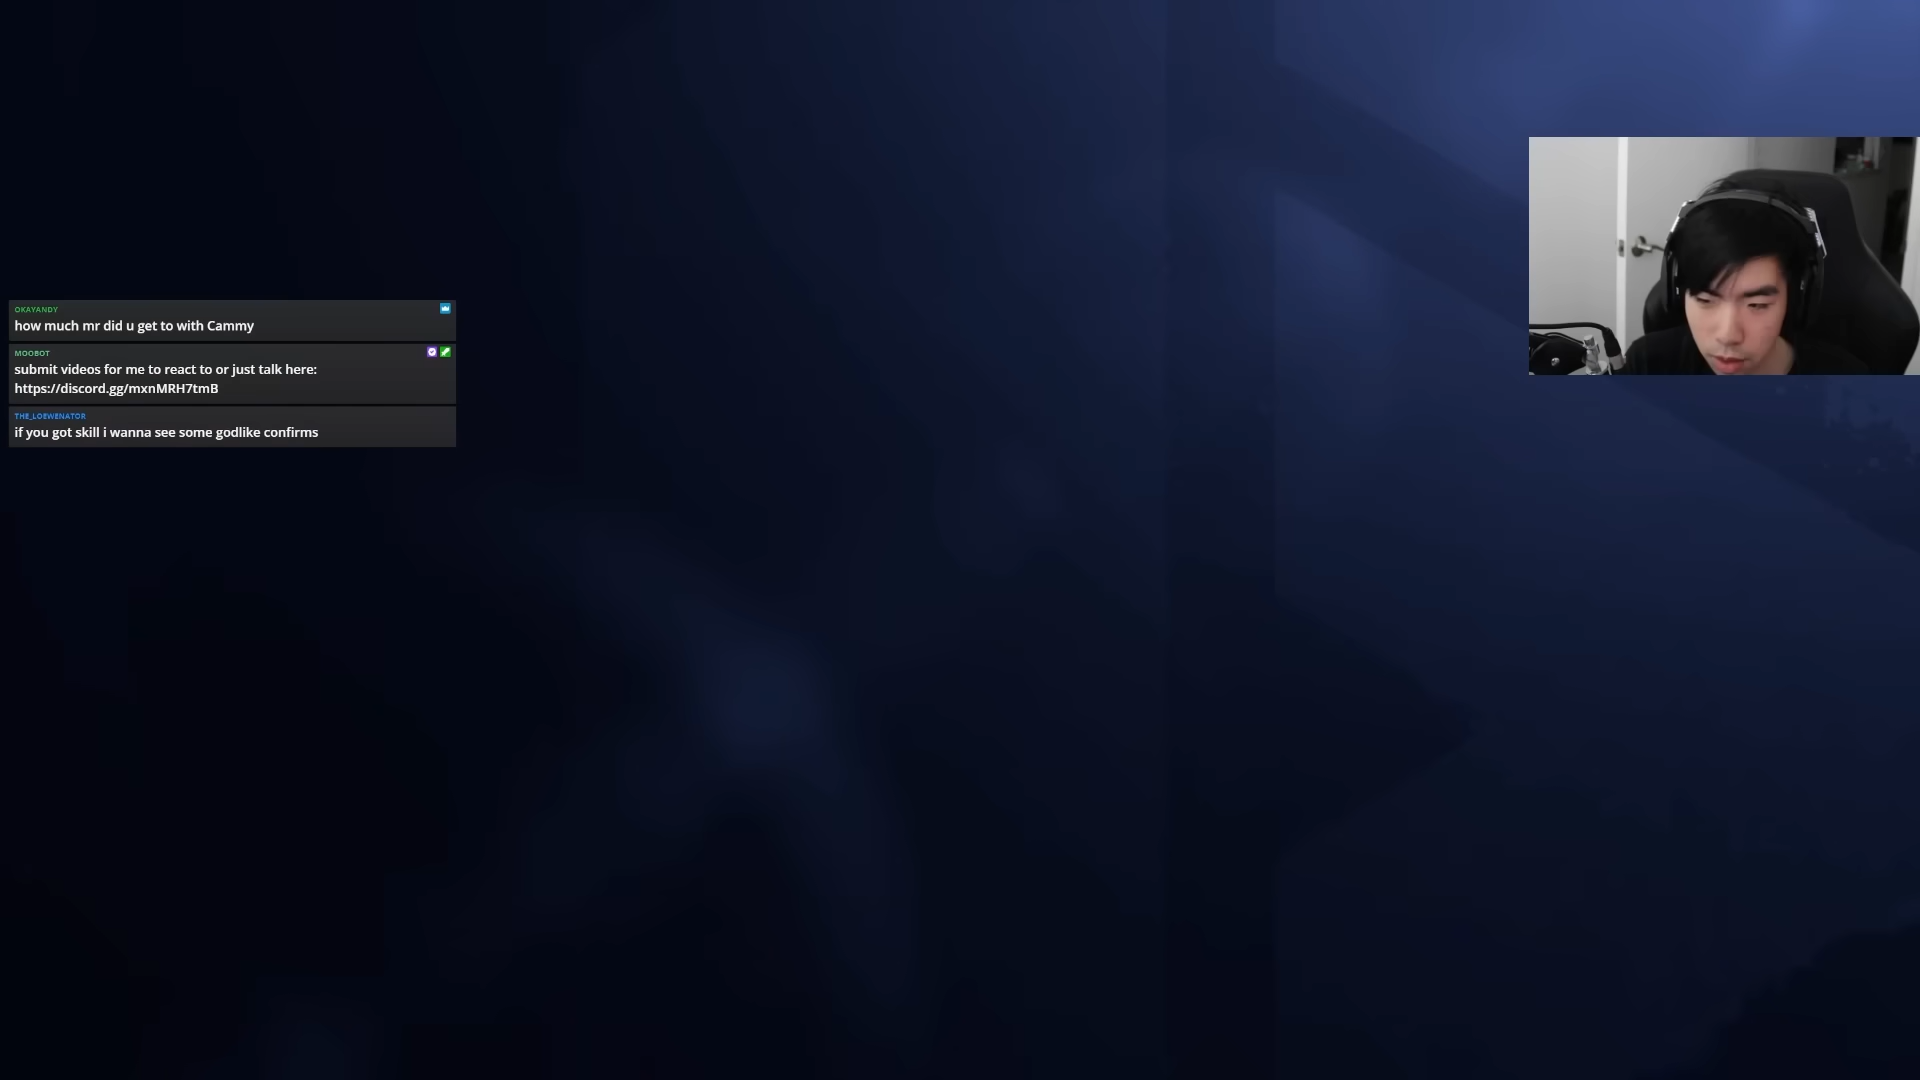 OKAYANDY
how much mr did u get to with Cammy
MOOBOT
submit videos for me to react to or just talk here:
https://discord.gg/mxnMRH7tmB
THE_LOEWENATOR
if you got skill i wanna see some godlike confirms